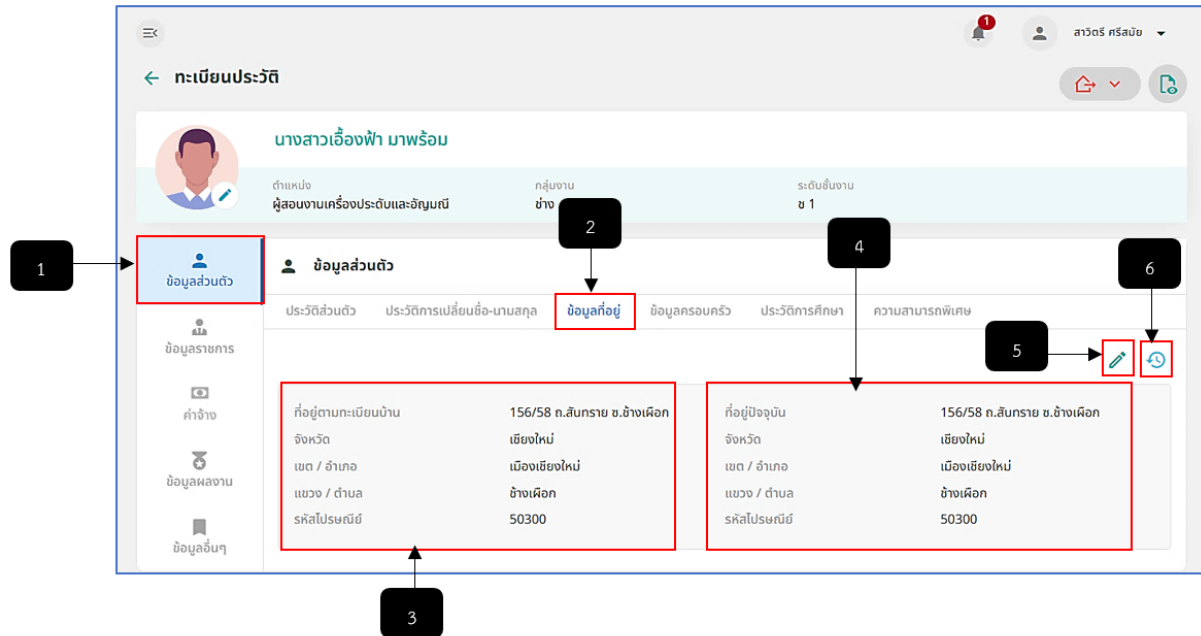 1
สาวิตรี ศรีสมัย
ทะเบียนประวัติ
นางสาวเอื้องฟ้า มาพร้อม
ตำแหน่ง กลุ่มงาน ระดับชั้นงาน
ผู้สอนงานเครื่องประดับและอัญมณี ช่าง ช 1
2
4
1
6
ข้อมูลส่วนตัว
ข้อมูลส่วนตัว
ประวัติส่วนตัว ประวัติการเปลี่ยนชื่อ-นามสกุล ข้อมูลที่อยู่ ข้อมูลครอบครัว ประวัติการศึกษา ความสามารถพิเศษ
ข้อมูลราชการ
5
ค่าจ้าง
ข้อมูลผลงาน
ข้อมูลอื่นๆ
ที่อยู่ตามทะเบียนบ้าน 156/58 ถ.สันทราย ซ.ช้างเผือก
จังหวัด เชียงใหม่
เขต / อำเภอ เมืองเชียงใหม่
แขวง / ตำบล ช้างเผือก
รหัสไปรษณีย์ 50300
ที่อยู่ปัจจุบัน 156/58 ถ.สันทราย ซ.ช้างเผือก
จังหวัด เชียงใหม่
เขต / อำเภอ เมืองเชียงใหม่
แขวง / ตำบล ช้างเผือก
รหัสไปรษณีย์ 50300
3